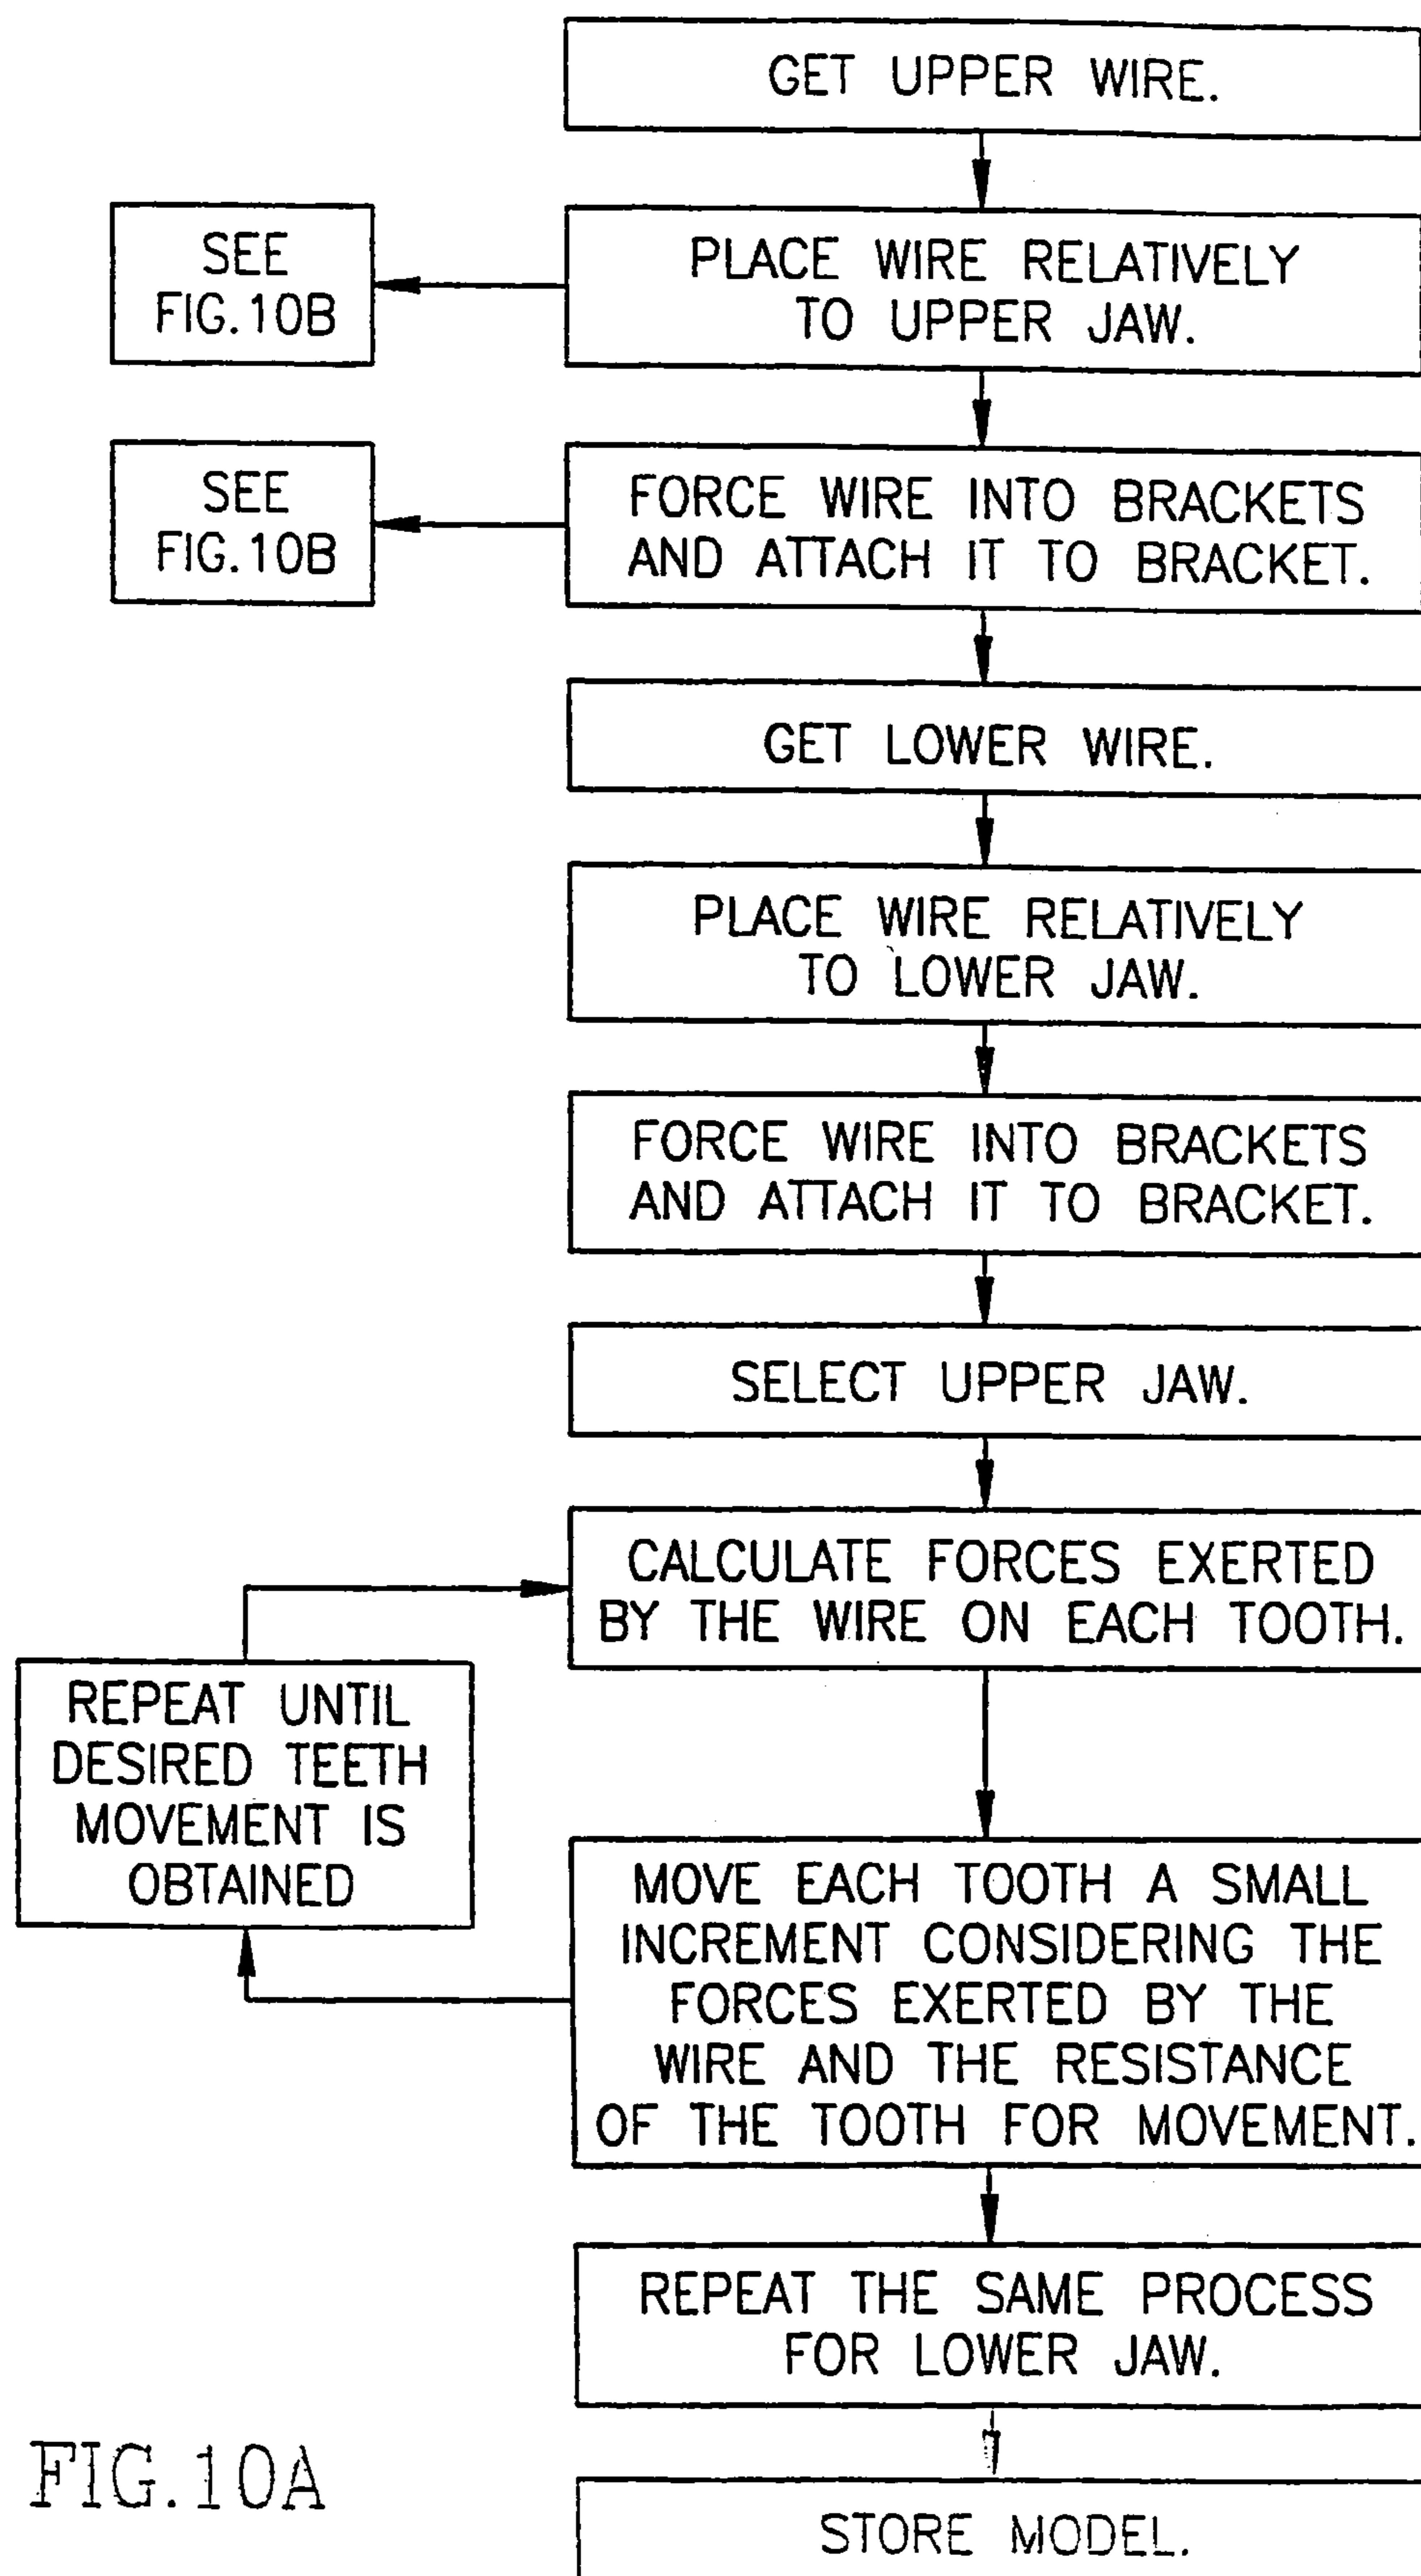 GET UPPER WIRE.
SEE
FIG.10B
PLACE WIRE RELATIVELY
TO UPPER JAW.
SEE
FIG.10B
FORCE WIRE INTO BRACKETS
AND ATTACH IT TO BRACKET.
GET LOWER WIRE.
PLACE WIRE RELATIVELY
TO LOWER JAW.
FORCE WIRE INTO BRACKETS
AND ATTACH IT TO BRACKET.
SELECT UPPER JAW.
CALCULATE FORCES EXERTED
BY THE WIRE ON EACH TOOTH.
REPEAT UNTIL
DESIRED TEETH
MOVEMENT IS
OBTAINED
MOVE EACH TOOTH A SMALL
INCREMENT CONSIDERING THE
FORCES EXERTED BY THE
WIRE AND THE RESISTANCE
OF THE TOOTH FOR MOVEMENT.
REPEAT THE SAME PROCESS
FOR LOWER JAW.
FIG.10A
STORE MODEL.